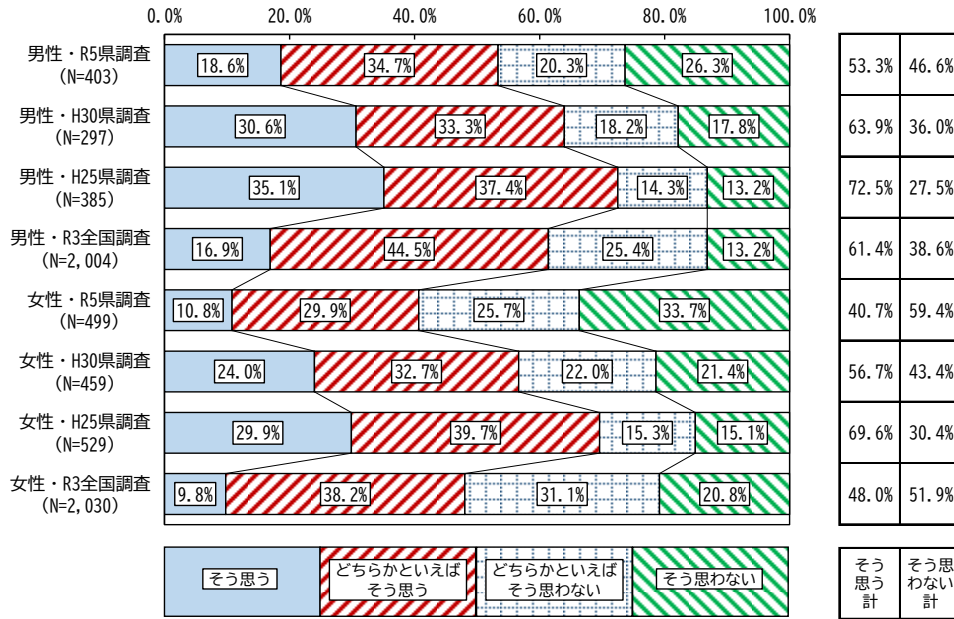 0.0% 20.0% 40.0% 60.0% 80.0% 100.0%
男性・R5県調査
(N=403)
18.6% 34.7% 20.3% 26.3% 53.3% 46.6%
男性・H30県調査
(N=297)
30.6% 33.3% 18.2% 17.8% 63.9% 36.0%
男性・H25県調査
(N=385)
35.1% 37.4% 14.3% 13.2% 72.5% 27.5%
男性・R3全国調査
(N=2,004)
16.9% 44.5% 25.4% 13.2% 61.4% 38.6%
女性・R5県調査
(N=499)
10.8% 29.9% 25.7% 33.7% 40.7% 59.4%
女性・H30県調査
(N=459)
24.0% 32.7% 22.0% 21.4% 56.7% 43.4%
女性・H25県調査
(N=529)
29.9% 39.7% 15.3% 15.1% 69.6% 30.4%
女性・R3全国調査
(N=2,030)
9.8% 38.2% 31.1% 20.8% 48.0% 51.9%
そう思う
どちらかといえば
そう思う
どちらかといえば
そう思わない
そう思わない
そう
思う
計
そう思
わない
計